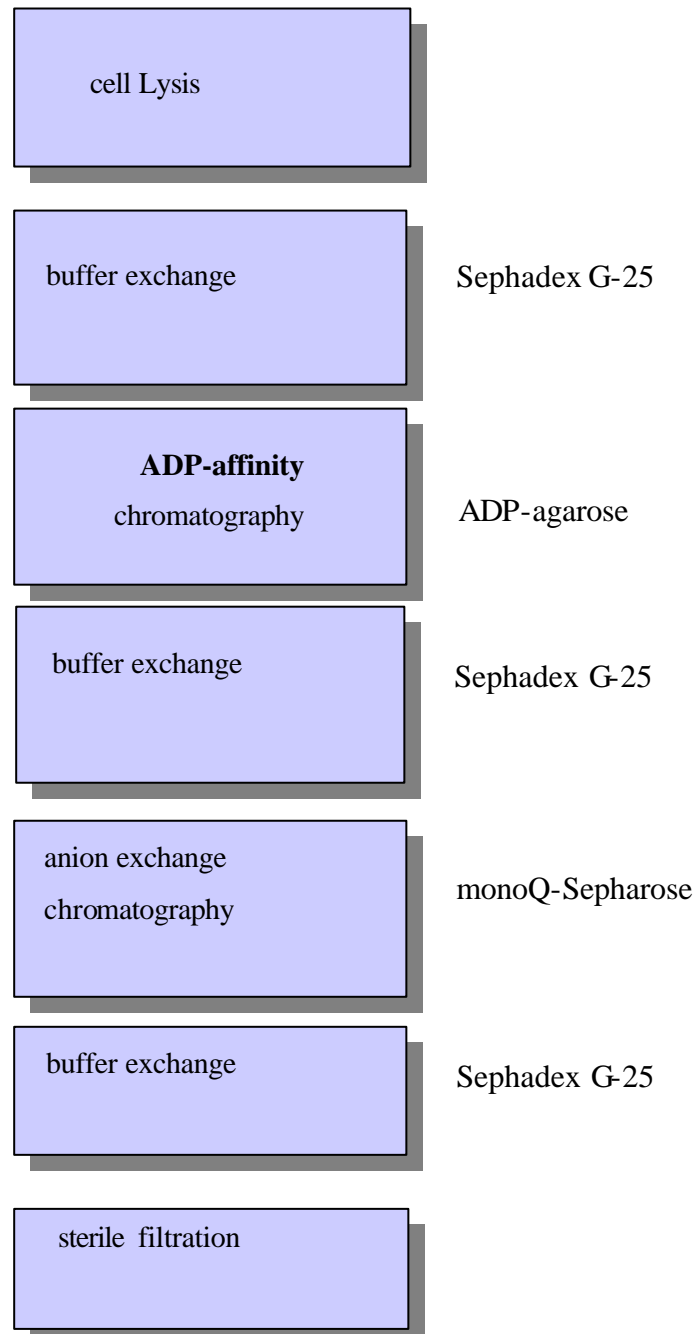 cell Lysis
buffer exchange
Sephadex G-25
ADP-affinity
chromatography
ADP-agarose
buffer exchange
Sephadex G-25
anion exchange
chromatography
monoQ-Sepharose
buffer exchange
Sephadex G-25
sterile filtration